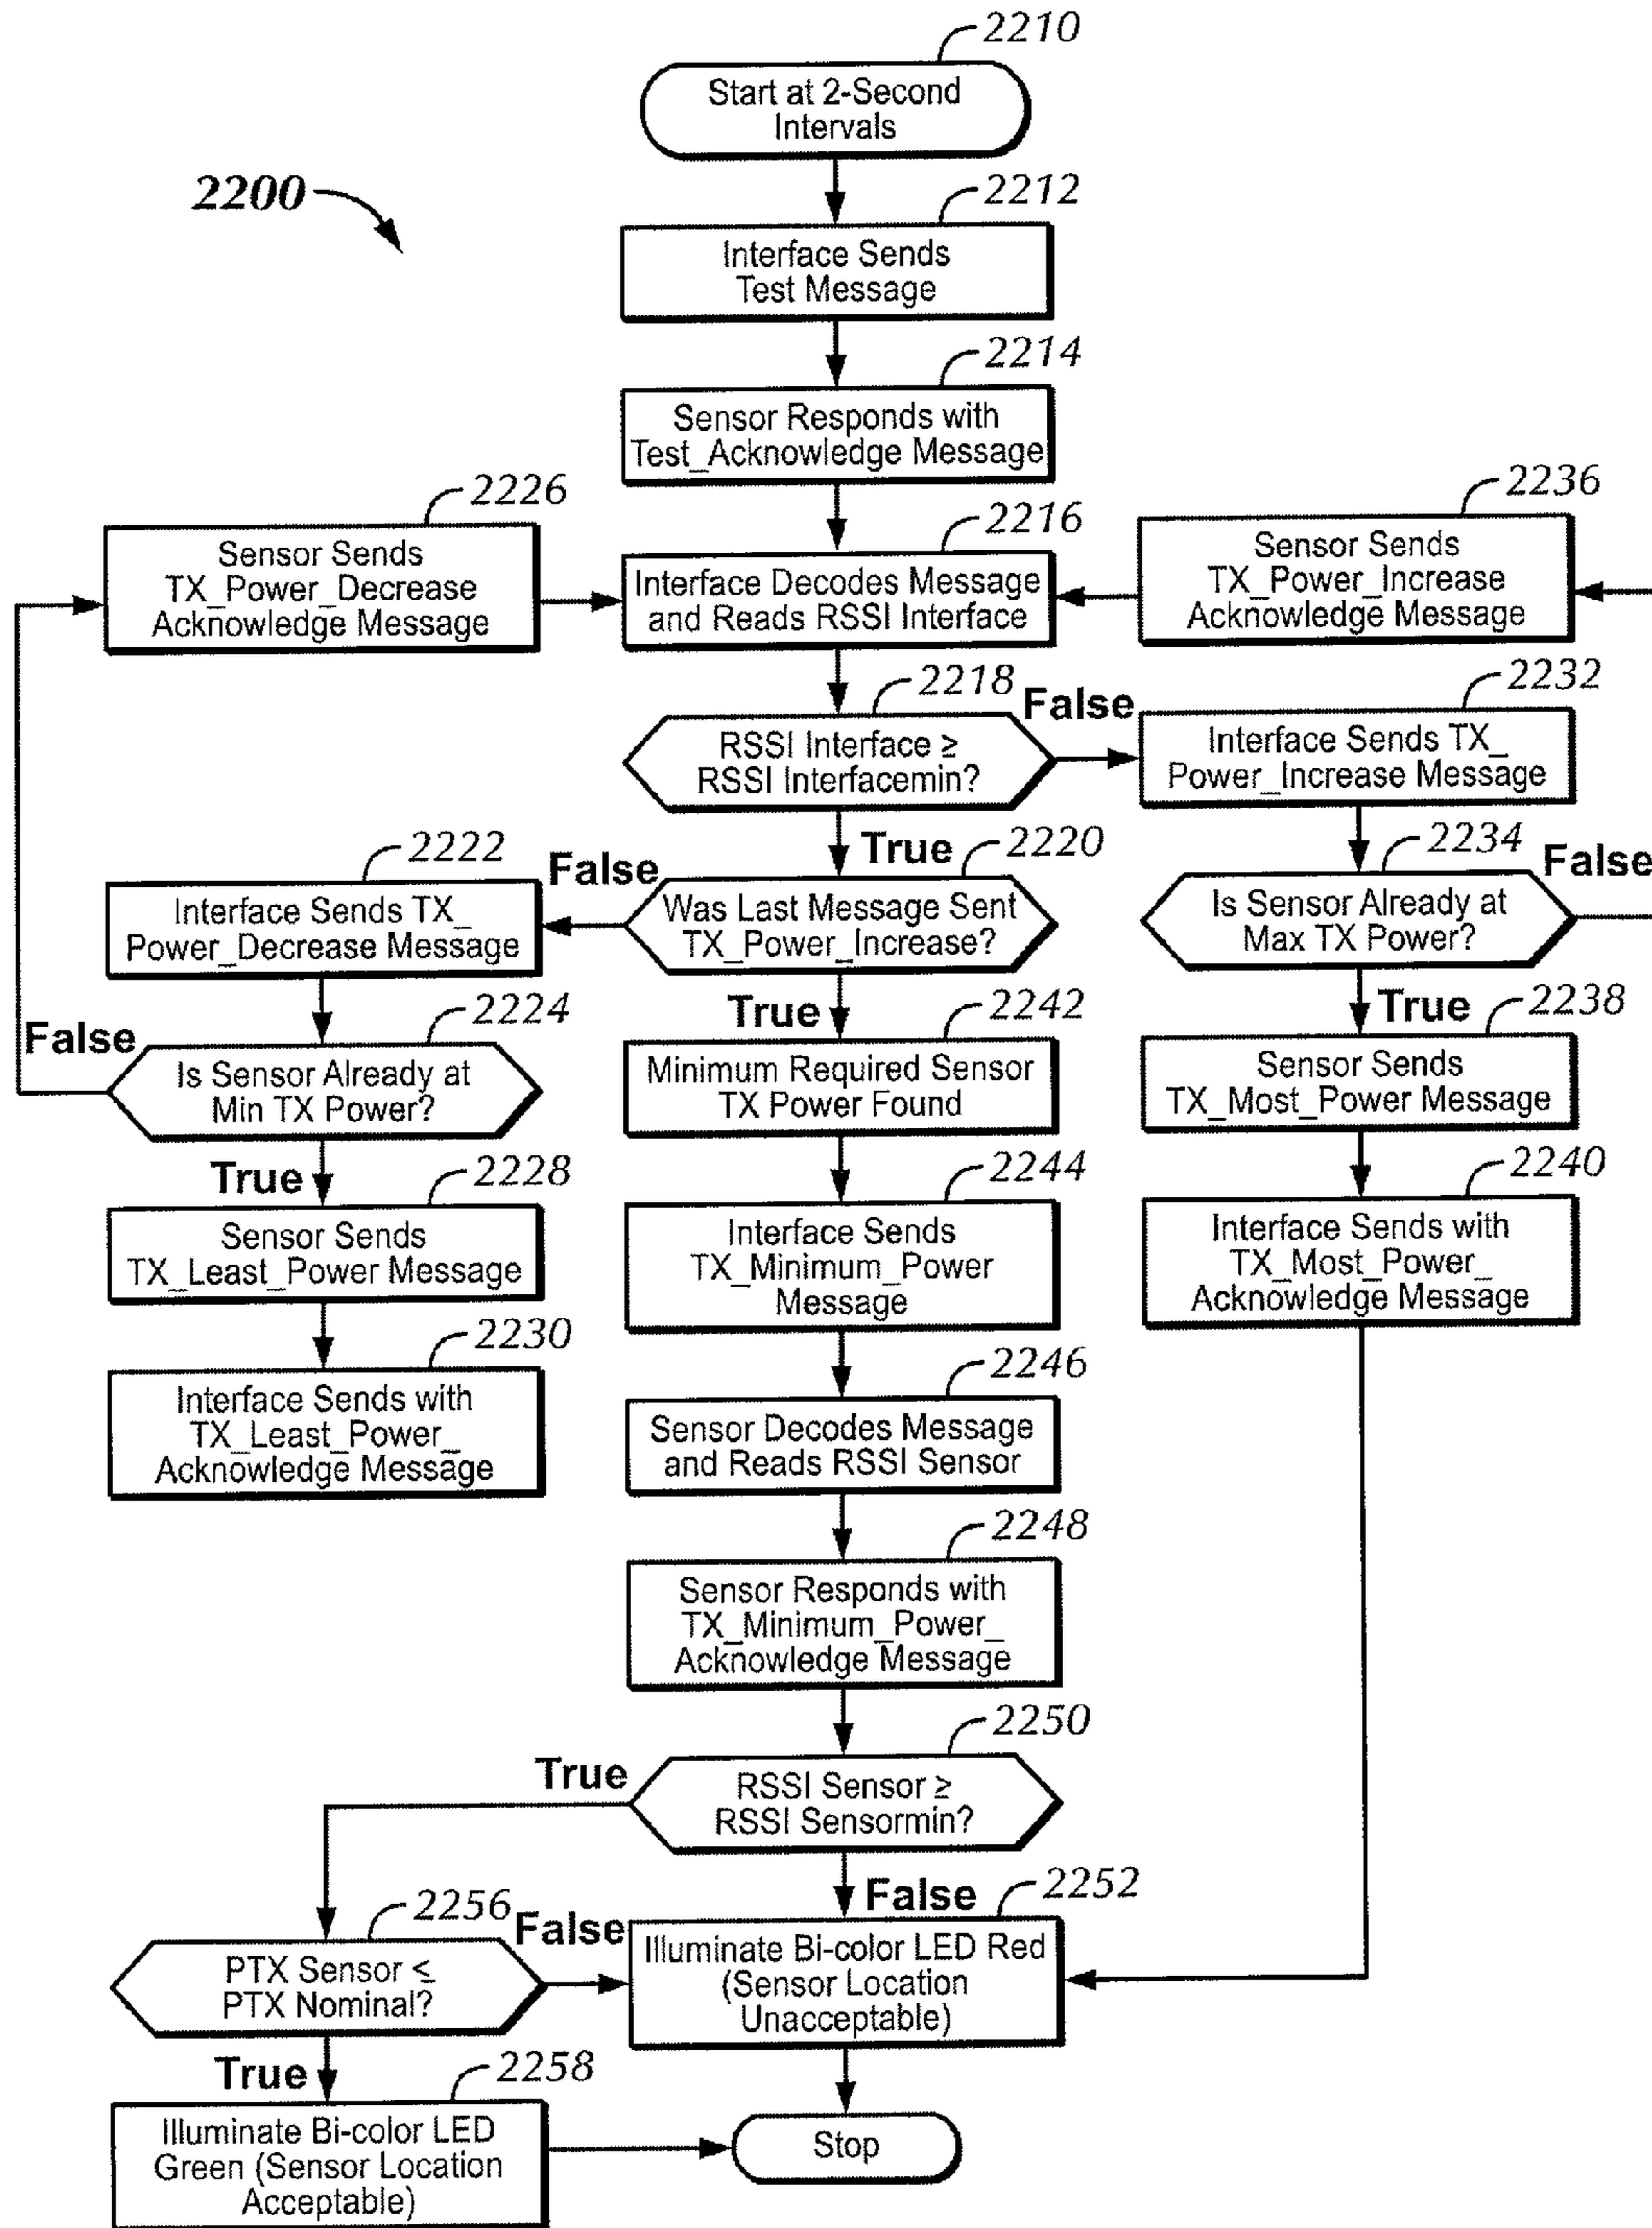 2210
Start at 2-Second
Intervals
2200
2212
Interface Sends
Test Message
2214
Sensor Responds with
Test_Acknowledge Message
2226
Sensor Sends
TX_Power_Decrease
Acknowledge Message
2216
Interface Decodes Message
and Reads RSSI Interface
2236
Sensor Sends
TX_Power_Increase
Acknowledge Message
2218
RSSI Interface ≥
RSSI Interfacemin?
False
2232
Interface Sends TX_
Power_Increase Message
True
2222
Interface Sends TX_
Power_Decrease Message
False
2220
Was Last Message Sent
TX_Power_Increase?
2234
Is Sensor Already at
Max TX Power?
False
True
2224
Is Sensor Already at
Min TX Power?
False
True
2242
Minimum Required Sensor
TX Power Found
True
2238
Sensor Sends
TX_Most_Power Message
2228
Sensor Sends
TX_Least_Power Message
2244
Interface Sends
TX_Minimum_Power
Message
2240
Interface Sends with
TX_Most_Power_
Acknowledge Message
2230
Interface Sends with
TX_Least_Power_
Acknowledge Message
2246
Sensor Decodes Message
and Reads RSSI Sensor
2248
Sensor Responds with
TX_Minimum_Power_
Acknowledge Message
2250
RSSI Sensor ≥
RSSI Sensormin?
True
False
2256
PTX Sensor ≤
PTX Nominal?
False
2252
Illuminate Bi-color LED Red
(Sensor Location
Unacceptable)
True
2258
Illuminate Bi-color LED
Green (Sensor Location
Acceptable)
Stop